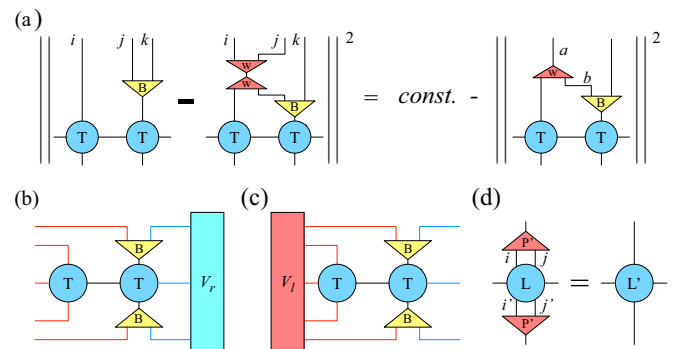 (a)
i j k i j k 2 a 2
w
w b
B - B = const. - w B
T T T T T T
(b) (c) (d)
B B P'
i j
T T V_r V_l T T L = L'
i' j'
B B P'